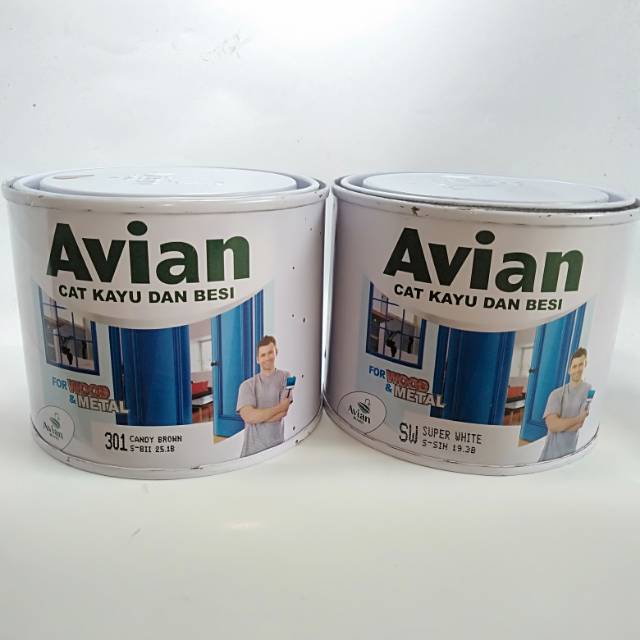 Avian
CAT KAYU DAN BESI
FOR WOOD
& METAL
Avian
301 CANDY BROWN
S-BII 25.18
Avian
CAT KAYU DAN BESI
FOR WOOD
& METAL
Avian
SW SUPER WHITE
S-SIH 19.38